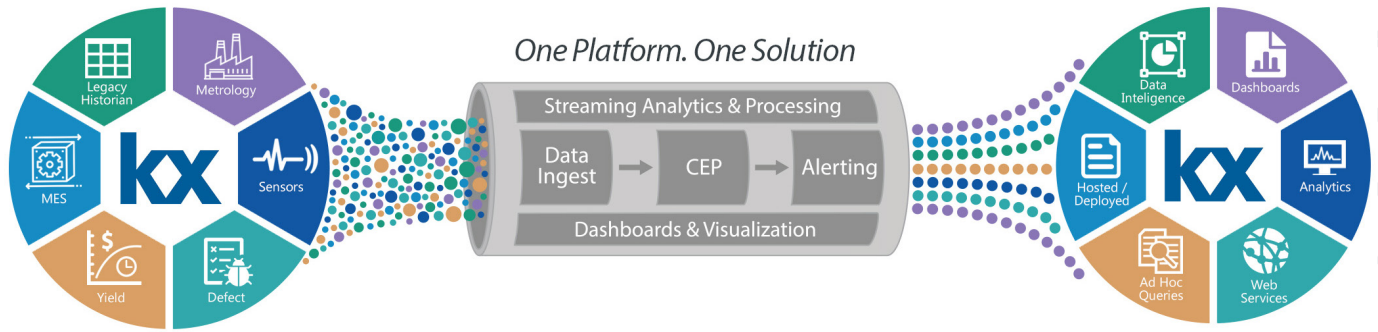 One Platform. One Solution
Legacy
Historian
Metrology
MES
kx
Sensors
$
Yield
Defect
Streaming Analytics & Processing
Data
Ingest
CEP
Alerting
Dashboards & Visualization
Data
Inteligence
Dashboards
Hosted /
Deployed
kx
Analytics
Ad Hoc
Queries
Web
Services